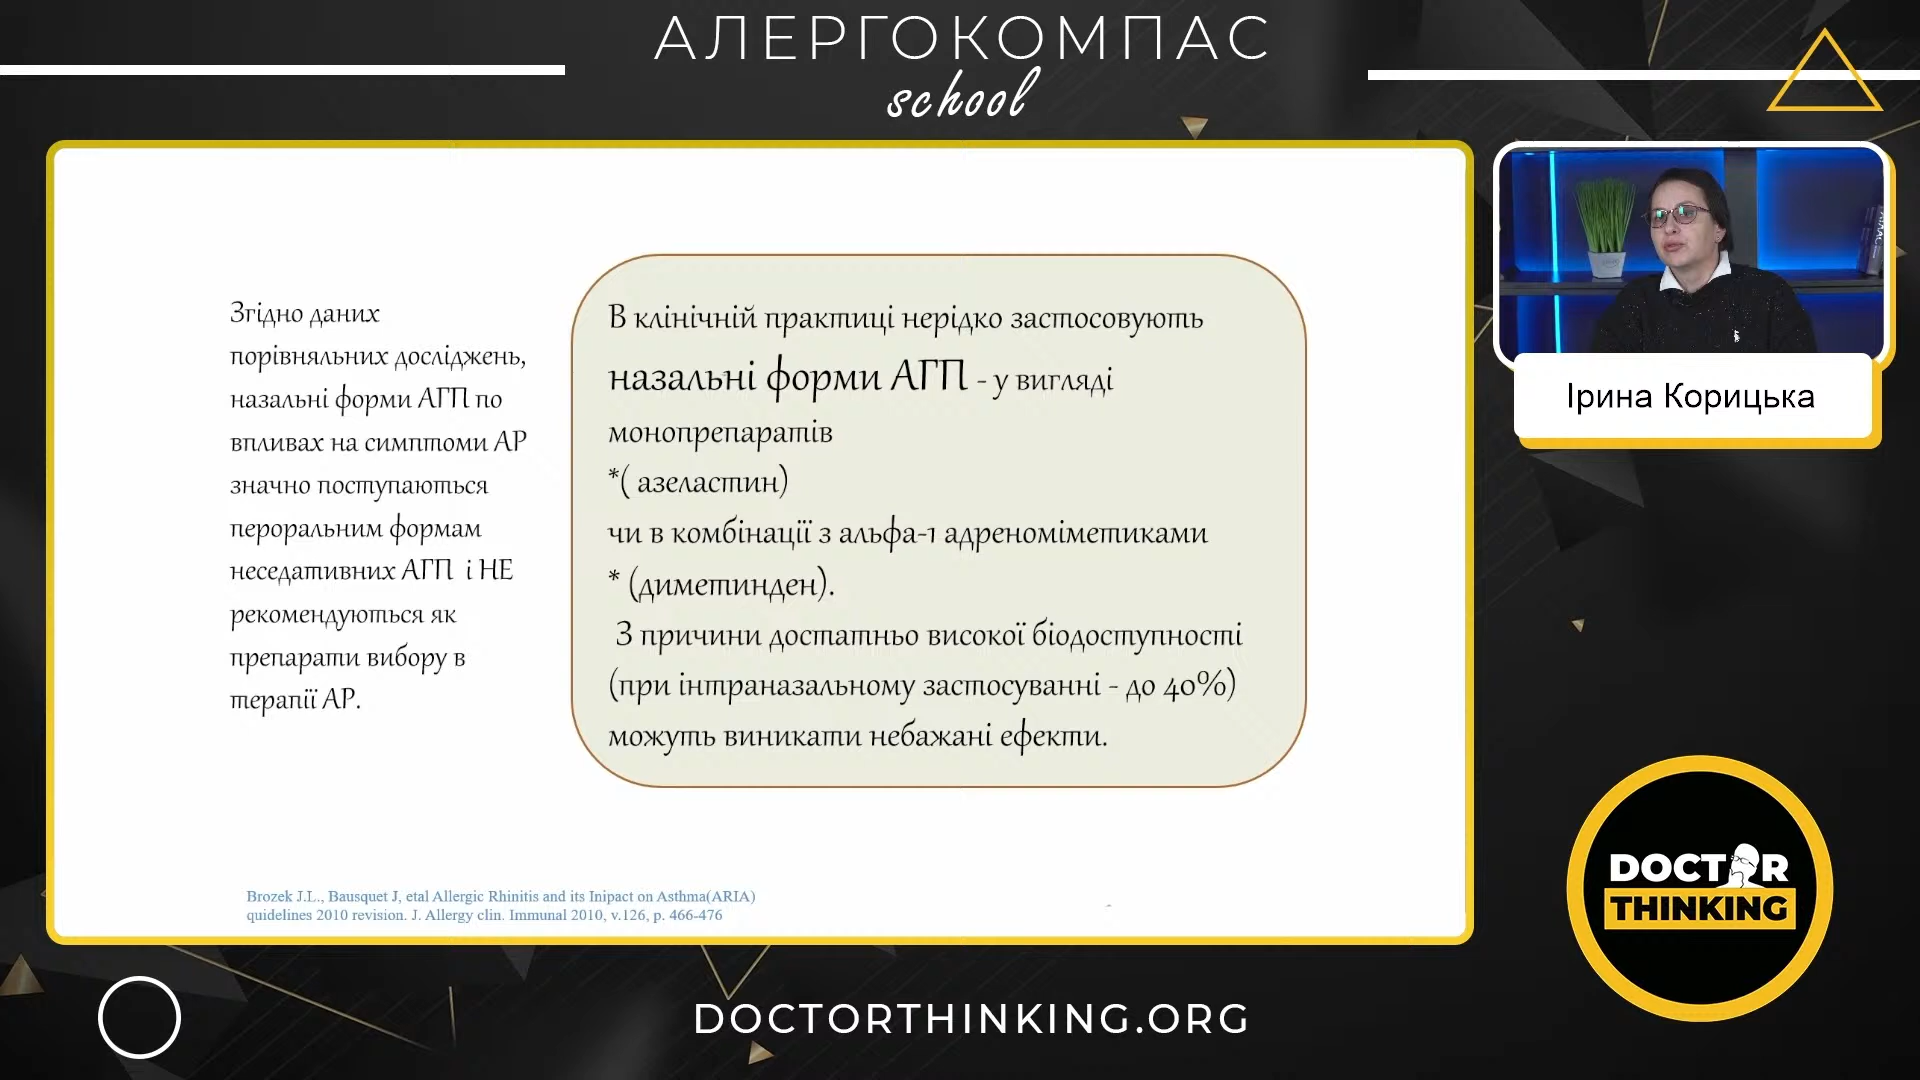 АЛЕРГОКОМПАС
school
Згідно даних
порівняльних досліджень,
назальні форми АГП по
впливах на симптоми АР
значно поступаються
пероральним формам
неседативних АГП і НЕ
рекомендуються як
препарати вибору в
терапії АР.
В клінічній практиці нерідко застосовують
назальні форми АГП - у вигляді
монопрепаратів
*( азеластин)
чи в комбінації з альфа-1 адреноміметиками
* (диметинден).
З причини достатньо високої біодоступності
(при інтраназальному застосуванні - до 40%)
можуть виникати небажані ефекти.
Brozek J.L., Bausquet J, etal Allergic Rhinitis and its Inipact on Asthma(ARIA)
quidelines 2010 revision. J. Allergy clin. Immunal 2010, v.126, p. 466-476
Ірина Корицька
DOCTOR
THINKING
DOCTORTHINKING.ORG